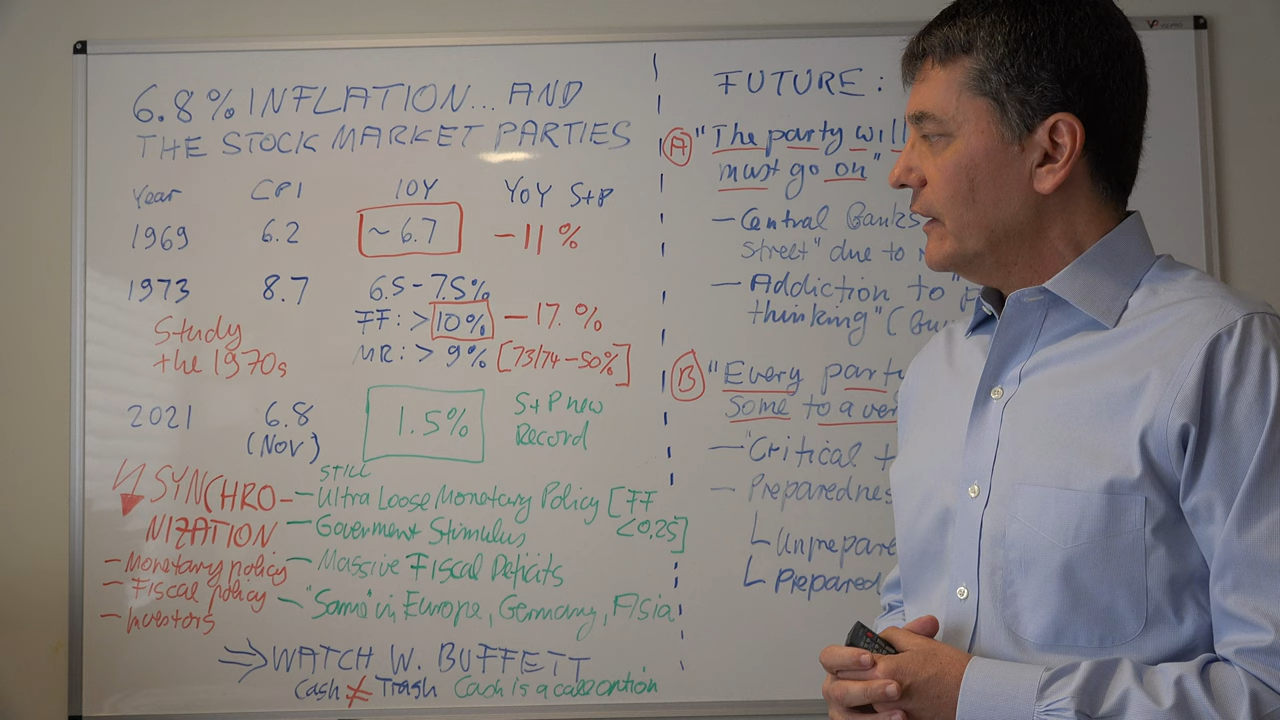 6.8% INFLATION... AND
THE STOCK MARKET PARTIES
Year CPI 10Y YoY S+P
1969 6.2 ~ 6.7 -11 %
1973 8.7 6.5-7.5%
FF: > 10% -17. %
MR: > 9% [73/74 -50%]
Study
the 1970s
2021 6.8 1.5% S+P new
(Nov) Record
SYNCHRO-
NIZATION
- Monetary policy
- Fiscal policy
- Investors
STILL
- Ultra Loose Monetary Policy [FF
<0.25]
- Goverment Stimulus
- Massive Fiscal Deficits
- "Same" in Europe, Germany, Asia
⇒ WATCH W. BUFFETT
Cash ≠ Trash Cash is a call option
FUTURE:
A "The party will
must go on"
- Central Banks
street" due to
- Addiction to "
thinking" (
B "Every party
Some to a
- "Critical
- Preparedness
L Unprepare
L Prepared